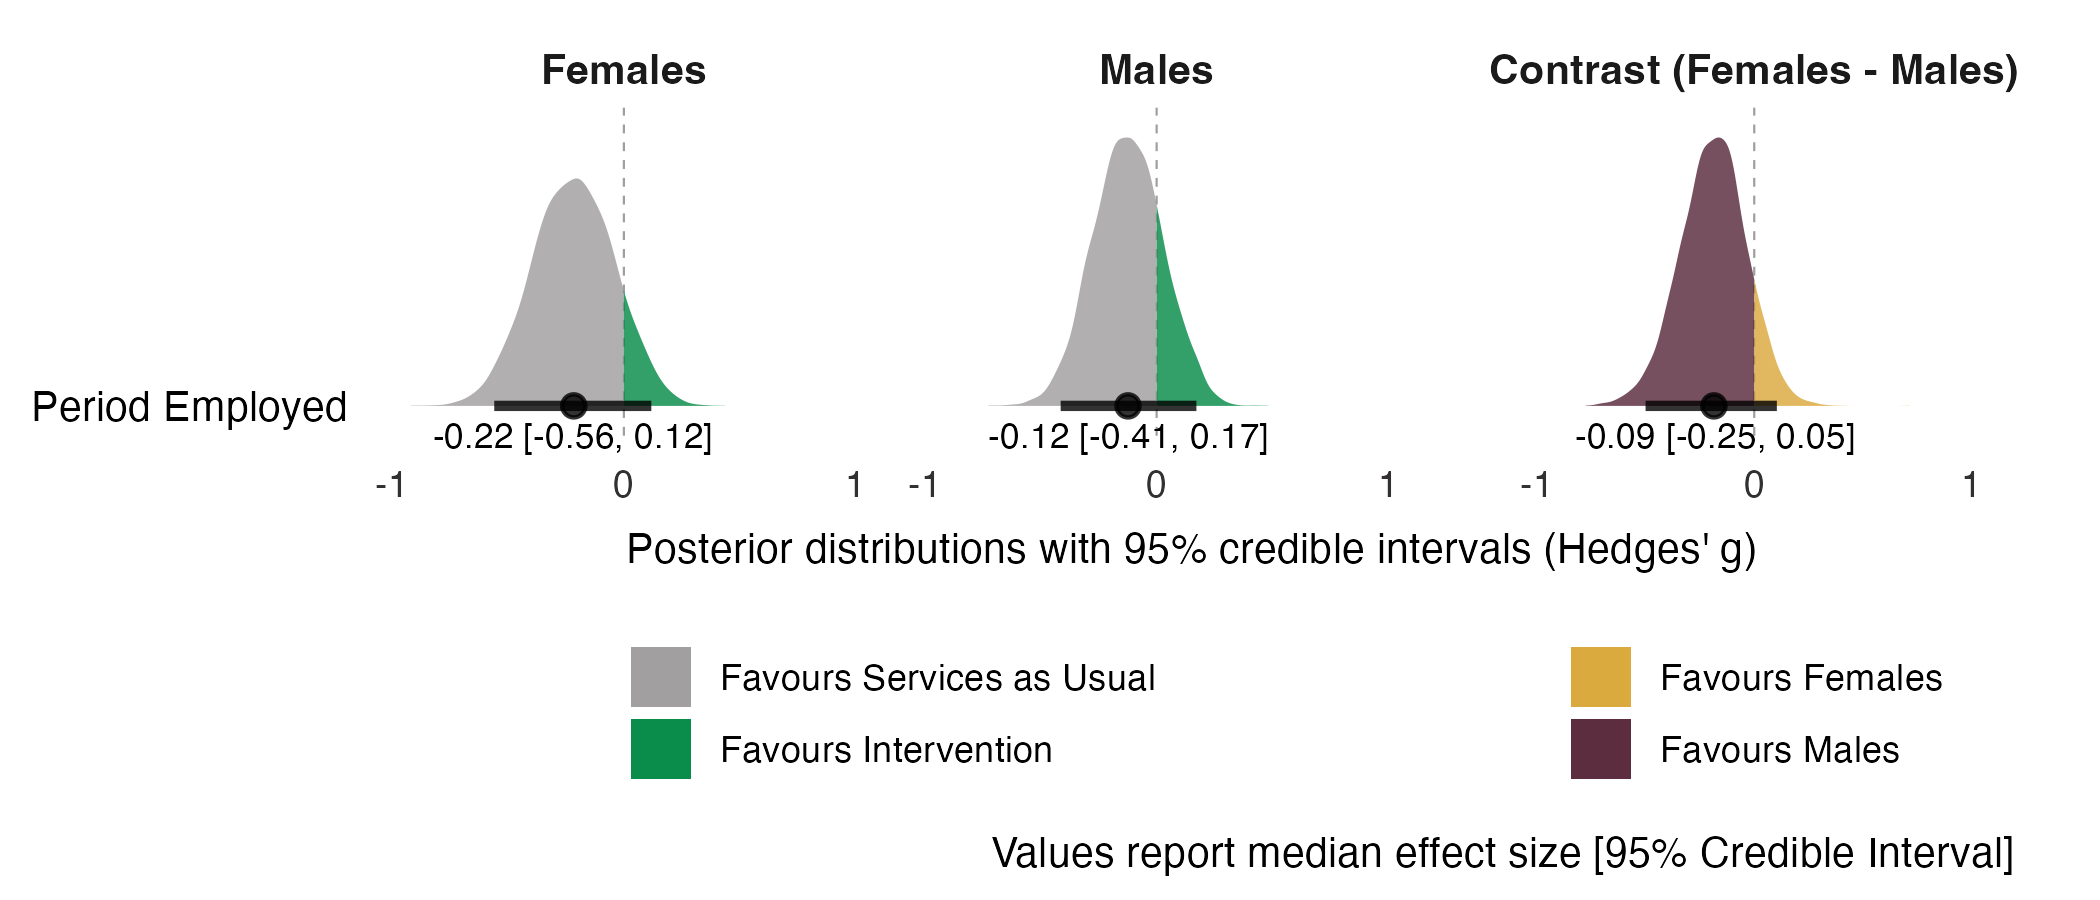 Females Males Contrast (Females - Males)
Period Employed
-0.22 [-0.56, 0.12] -0.12 [-0.41, 0.17] -0.09 [-0.25, 0.05]
-1 0 1 -1 0 1 -1 0 1
Posterior distributions with 95% credible intervals (Hedges' g)
Favours Services as Usual Favours Females
Favours Intervention Favours Males
Values report median effect size [95% Credible Interval]